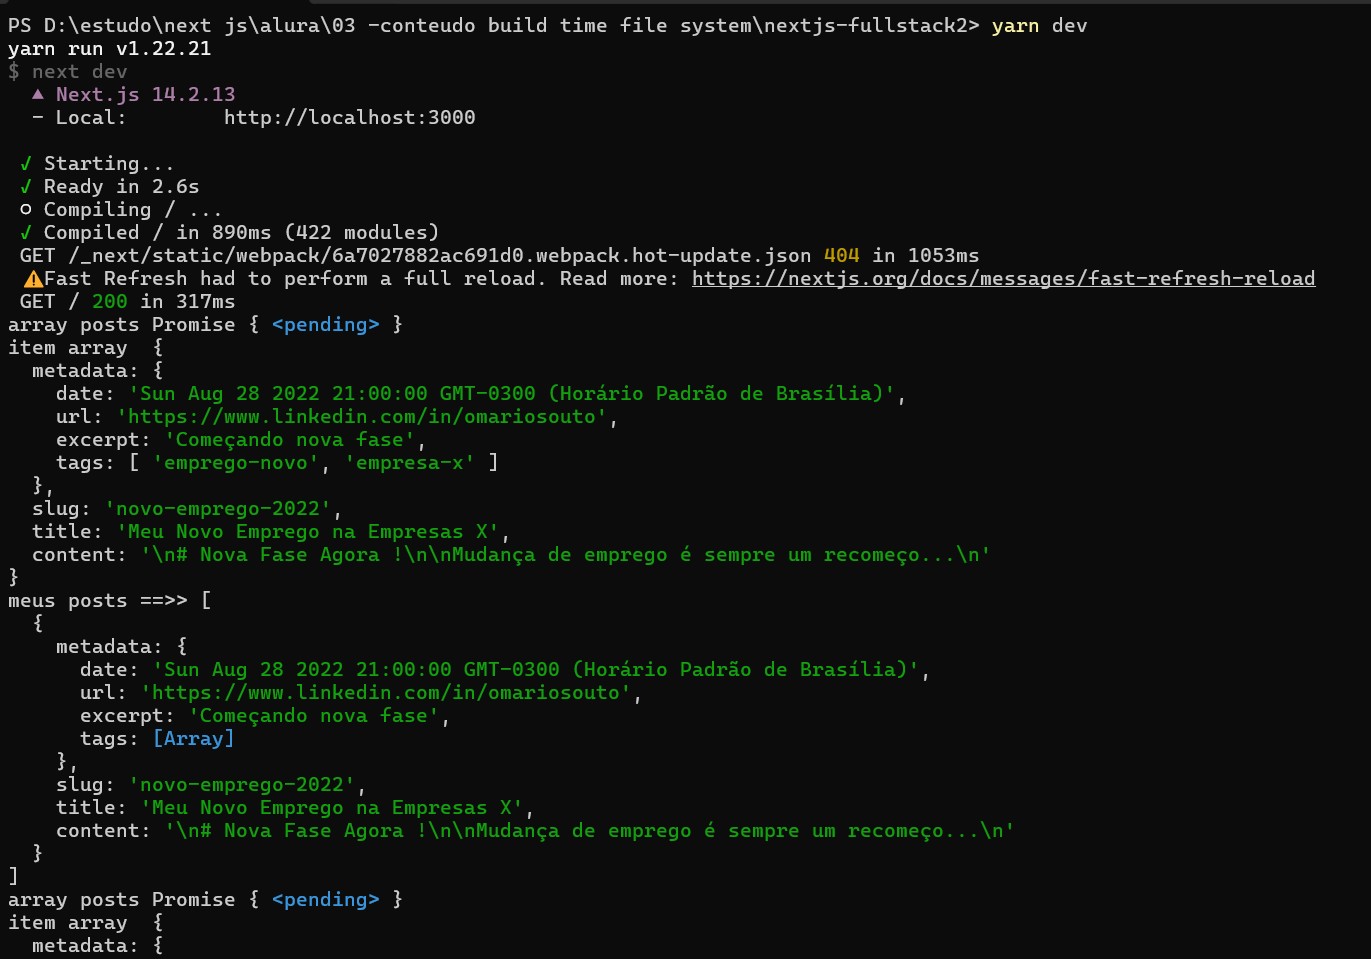 PS D:\estudo\next js\alura\03 -conteudo build time file system\nextjs-fullstack2> yarn dev
yarn run v1.22.21
$ next dev
▲ Next.js 14.2.13
- Local:        http://localhost:3000
√ Starting...
√ Ready in 2.6s
○ Compiling / ...
√ Compiled / in 890ms (422 modules)
GET /_next/static/webpack/6a7027882ac691d0.webpack.hot-update.json 404 in 1053ms
⚠Fast Refresh had to perform a full reload. Read more: https://nextjs.org/docs/messages/fast-refresh-reload
GET / 200 in 317ms
array posts Promise { <pending> }
item array  {
  metadata: {
    date: 'Sun Aug 28 2022 21:00:00 GMT-0300 (Horário Padrão de Brasília)',
    url: 'https://www.linkedin.com/in/omariosouto',
    excerpt: 'Começando nova fase',
    tags: [ 'emprego-novo', 'empresa-x' ]
  },
  slug: 'novo-emprego-2022',
  title: 'Meu Novo Emprego na Empresas X',
  content: '\n# Nova Fase Agora !\n\nMudança de emprego é sempre um recomeço...\n'
}
meus posts ==>> [
  {
    metadata: {
      date: 'Sun Aug 28 2022 21:00:00 GMT-0300 (Horário Padrão de Brasília)',
      url: 'https://www.linkedin.com/in/omariosouto',
      excerpt: 'Começando nova fase',
      tags: [Array]
    },
    slug: 'novo-emprego-2022',
    title: 'Meu Novo Emprego na Empresas X',
    content: '\n# Nova Fase Agora !\n\nMudança de emprego é sempre um recomeço...\n'
  }
]
array posts Promise { <pending> }
item array  {
  metadata: {